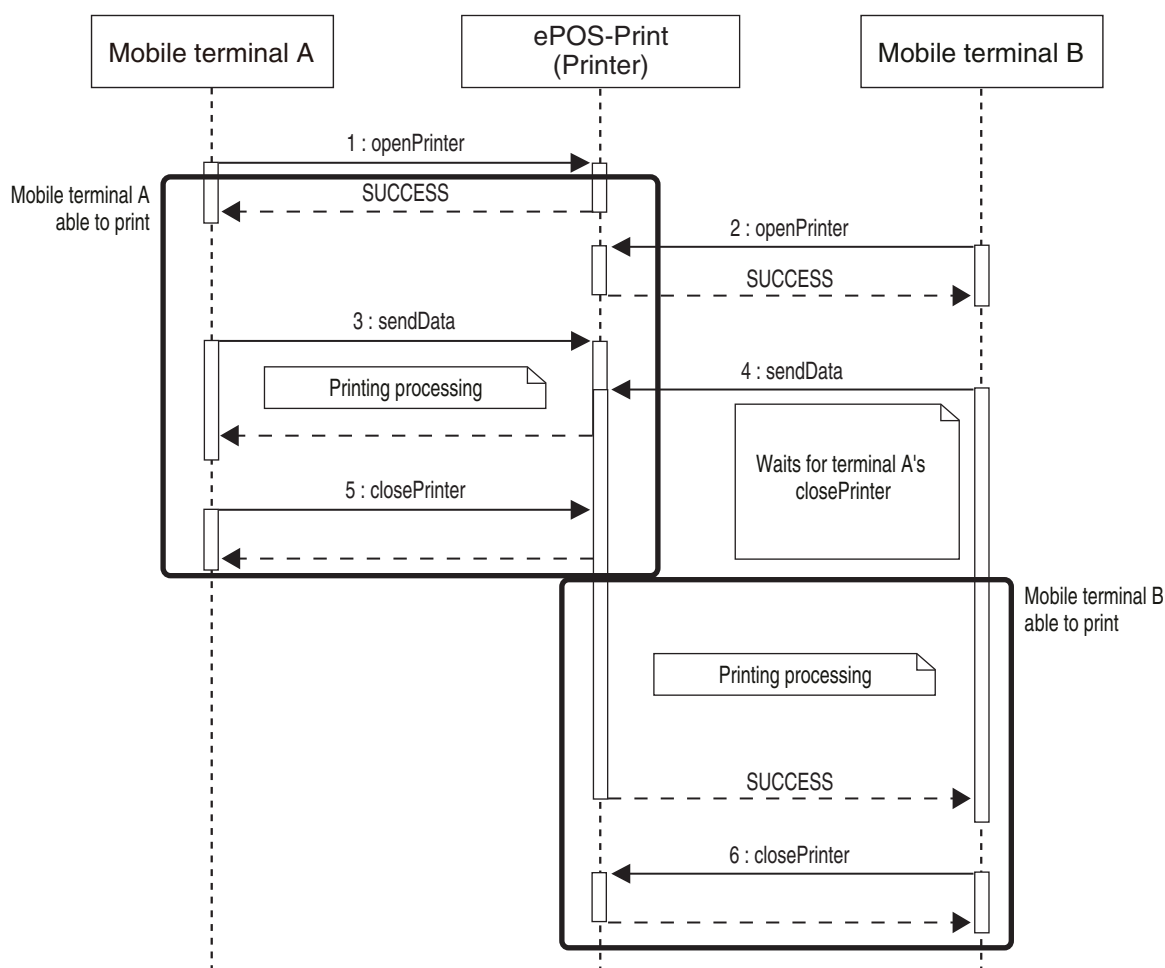 Mobile terminal A
ePOS-Print
(Printer)
Mobile terminal B
1 : openPrinter
Mobile terminal A
able to print
SUCCESS
2 : openPrinter
SUCCESS
3 : sendData
Printing processing
4 : sendData
Waits for terminal A's
closePrinter
5 : closePrinter
Mobile terminal B
able to print
Printing processing
SUCCESS
6 : closePrinter